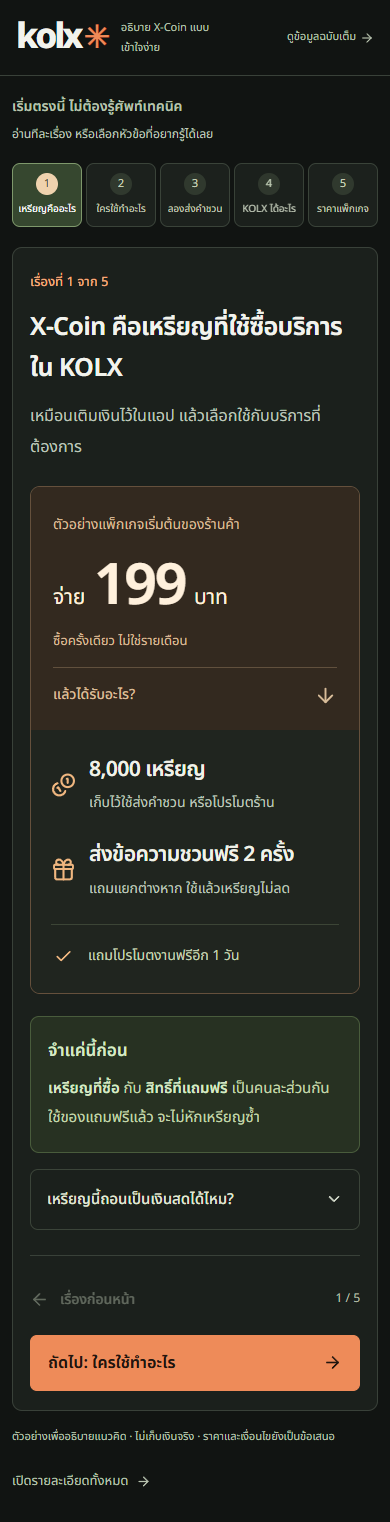 kolx
อธิบาย X-Coin แบบ
เข้าใจง่าย
ดูข้อมูลฉบับเต็ม →
เริ่มตรงนี้ ไม่ต้องรู้ศัพท์เทคนิค
อ่านทีละเรื่อง หรือเลือกหัวข้อที่อยากรู้ได้เลย
1 2 3 4 5
เหรียญคืออะไร ใครใช้ทำอะไร ลองส่งคำชวน KOLX ได้อะไร ราคาแพ็กเกจ
เรื่องที่ 1 จาก 5
X-Coin คือเหรียญที่ใช้ซื้อบริการ
ใน KOLX
เหมือนเติมเงินไว้ในแอป แล้วเลือกใช้กับบริการที่
ต้องการ
ตัวอย่างแพ็กเกจเริ่มต้นของร้านค้า
จ่าย 199 บาท
ซื้อครั้งเดียว ไม่ใช่รายเดือน
แล้วได้รับอะไร? ↓
8,000 เหรียญ
เก็บไว้ใช้ส่งคำชวน หรือโปรโมตร้าน
ส่งข้อความชวนฟรี 2 ครั้ง
แถมแยกต่างหาก ใช้แล้วเหรียญไม่ลด
แถมโปรโมตงานฟรีอีก 1 วัน
จำแค่นี้ก่อน
เหรียญที่ซื้อ กับ สิทธิ์ที่แถมฟรี เป็นคนละส่วนกัน
ใช้ของแถมฟรีแล้ว จะไม่หักเหรียญซ้ำ
เหรียญนี้ถอนเป็นเงินสดได้ไหม?
← เรื่องก่อนหน้า 1 / 5
ถัดไป: ใครใช้ทำอะไร →
ตัวอย่างเพื่ออธิบายแนวคิด · ไม่เก็บเงินจริง · ราคาและเงื่อนไขยังเป็นข้อเสนอ
เปิดรายละเอียดทั้งหมด →